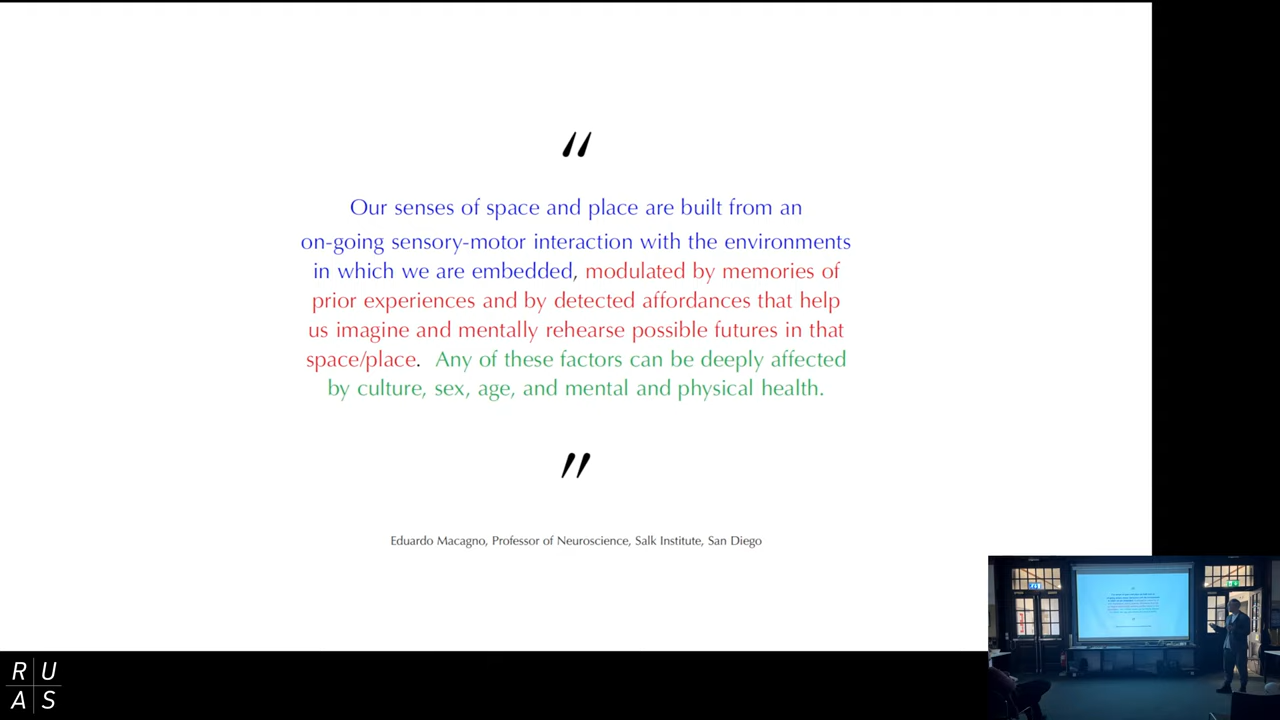 “
Our senses of space and place are built from an
on-going sensory-motor interaction with the environments
in which we are embedded, modulated by memories of
prior experiences and by detected affordances that help
us imagine and mentally rehearse possible futures in that
space/place. Any of these factors can be deeply affected
by culture, sex, age, and mental and physical health.
”
Eduardo Macagno, Professor of Neuroscience, Salk Institute, San Diego
R U
A S